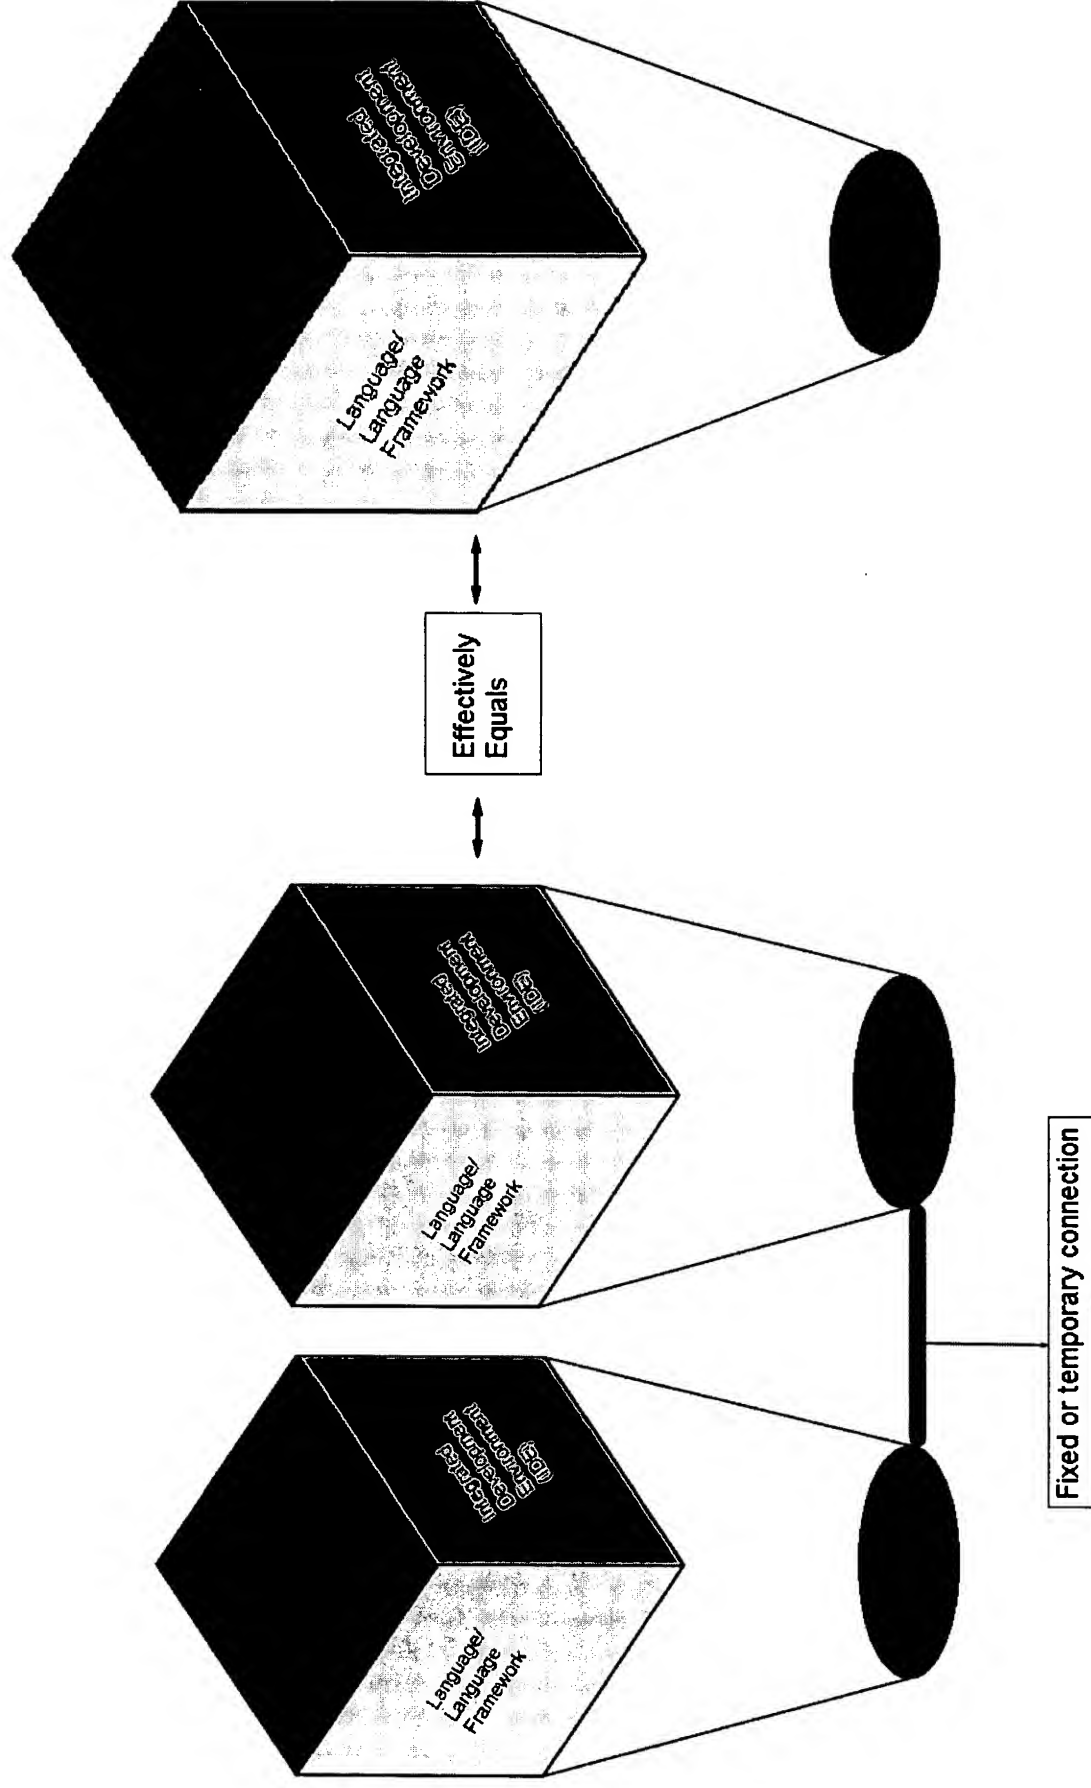 Language/
Language
Framework
Integrated
Development
Environment
(IDE)
Language/
Language
Framework
Integrated
Development
Environment
(IDE)
Effectively
Equals
Language/
Language
Framework
Integrated
Development
Environment
(IDE)
Fixed or temporary connection